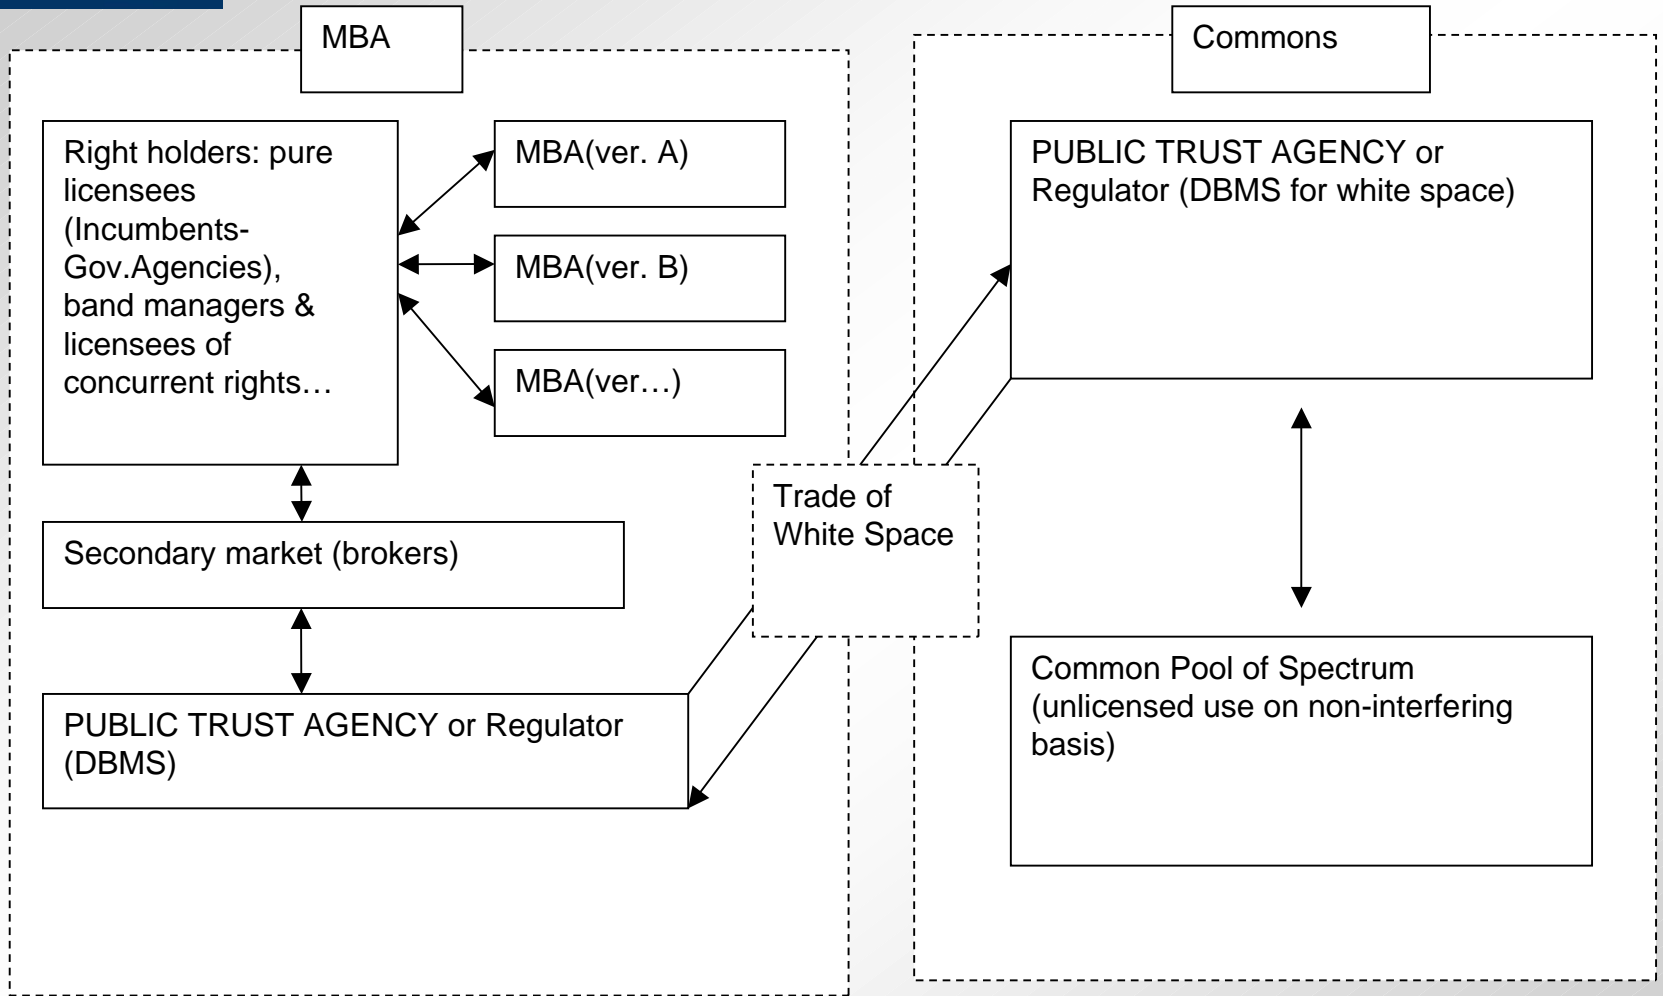 MBA
Right holders: pure
licensees
(Incumbents-
Gov.Agencies),
band managers &
licensees of
concurrent rights…
MBA(ver. A)
MBA(ver. B)
MBA(ver…)
Secondary market (brokers)
PUBLIC TRUST AGENCY or Regulator
(DBMS)
Trade of
White Space
Commons
PUBLIC TRUST AGENCY or
Regulator (DBMS for white space)
Common Pool of Spectrum
(unlicensed use on non-interfering
basis)